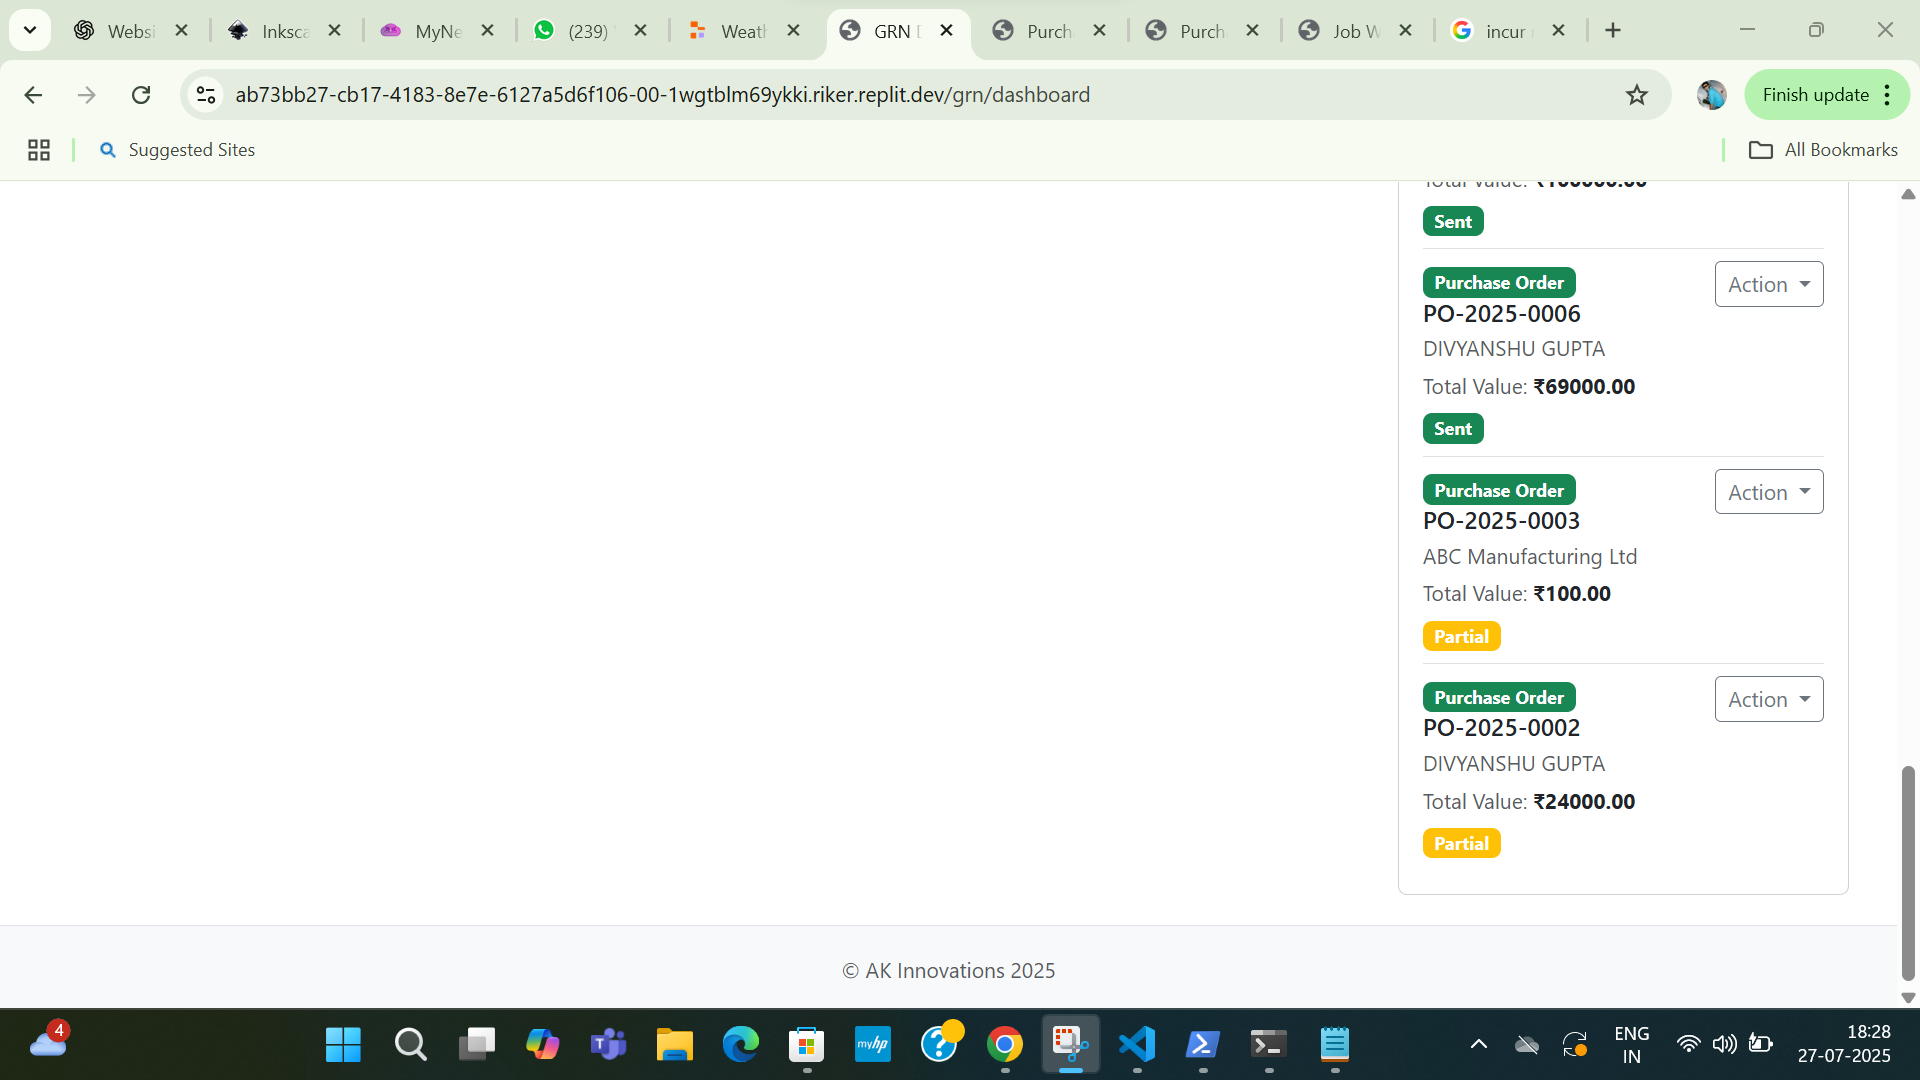 Websi
Inksca
MyNe
(239)
Weath
GRN D
Purch
Purch
Job W
incur
ab73bb27-cb17-4183-8e7e-6127a5d6f106-00-1wgtblm69ykki.riker.replit.dev/grn/dashboard
Finish update
Suggested Sites
All Bookmarks
Sent
Purchase Order
Action
PO-2025-0006
DIVYANSHU GUPTA
Total Value: ₹69000.00
Sent
Purchase Order
Action
PO-2025-0003
ABC Manufacturing Ltd
Total Value: ₹100.00
Partial
Purchase Order
Action
PO-2025-0002
DIVYANSHU GUPTA
Total Value: ₹24000.00
Partial
© AK Innovations 2025
4
myhp
ENG
IN
18:28
27-07-2025